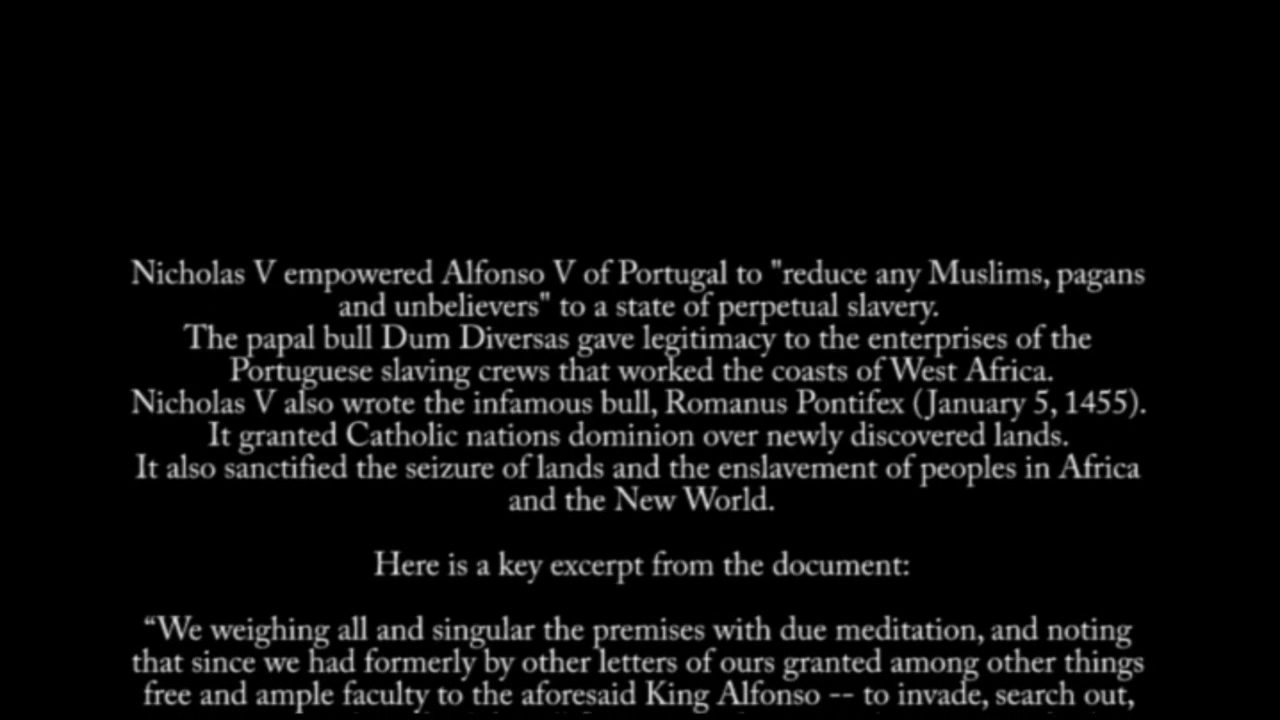 Nicholas V empowered Alfonso V of Portugal to "reduce any Muslims, pagans
and unbelievers" to a state of perpetual slavery.
The papal bull Dum Diversas gave legitimacy to the enterprises of the
Portuguese slaving crews that worked the coasts of West Africa.
Nicholas V also wrote the infamous bull, Romanus Pontifex (January 5, 1455).
It granted Catholic nations dominion over newly discovered lands.
It also sanctified the seizure of lands and the enslavement of peoples in Africa
and the New World.
Here is a key excerpt from the document:
“We weighing all and singular the premises with due meditation, and noting
that since we had formerly by other letters of ours granted among other things
free and ample faculty to the aforesaid King Alfonso -- to invade, search out,